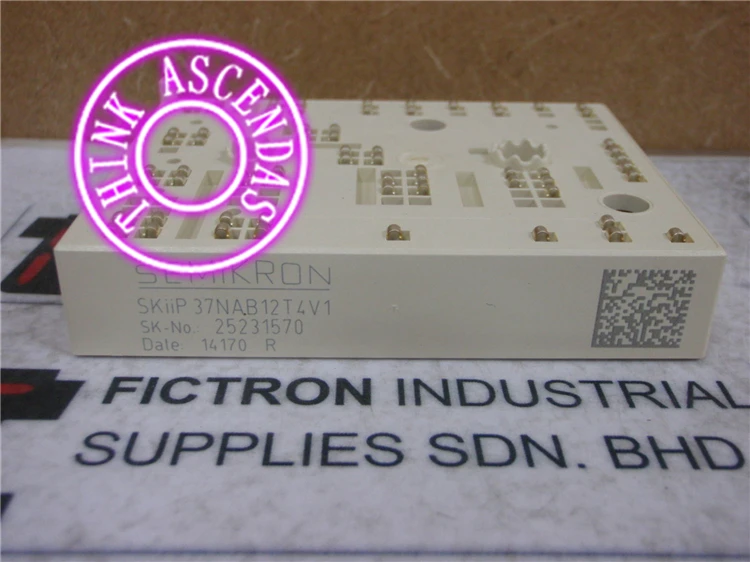 THINK ASCENDAS
SEMIKRON
SKiiP 37NAB12T4V1
SK-No.: 25231570
Date: 14170 R
FICTRON INDUSTRIAL
SUPPLIES SDN. BHD